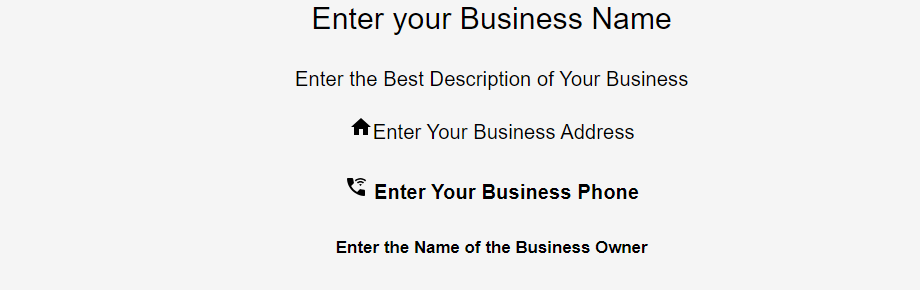 Enter your Business Name
Enter the Best Description of Your Business
Enter Your Business Address
Enter Your Business Phone
Enter the Name of the Business Owner